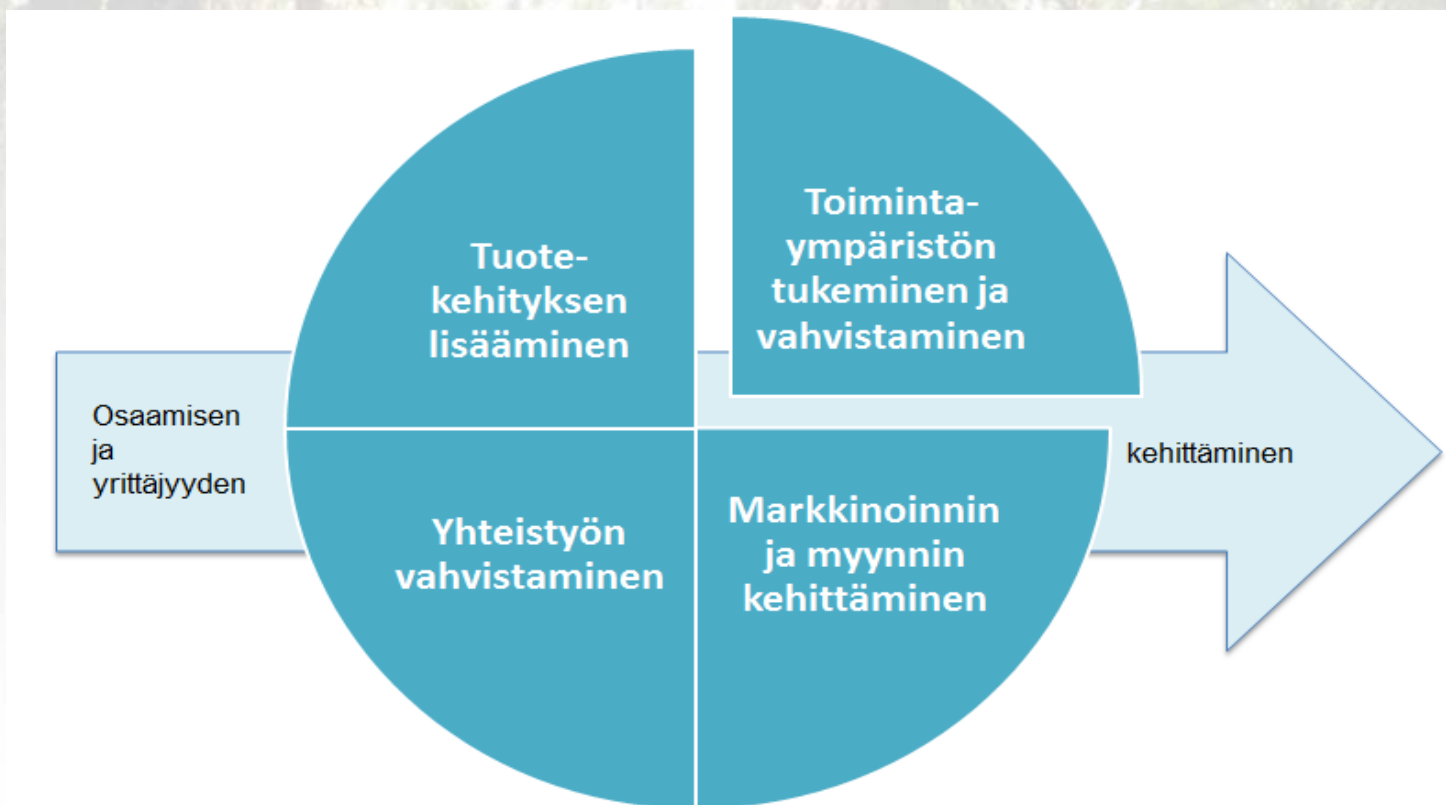 Tuote-
kehityksen
lisääminen
Toiminta-
ympäristön
tukeminen ja
vahvistaminen
Osaamisen
ja
yrittäjyyden
kehittäminen
Yhteistyön
vahvistaminen
Markkinoinnin
ja myynnin
kehittäminen